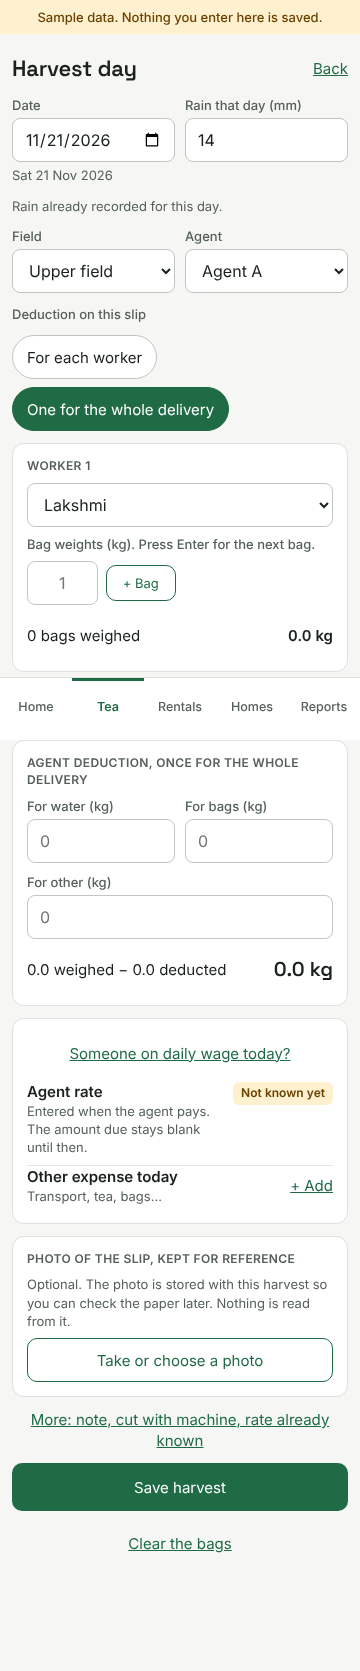 Sample data. Nothing you enter here is saved.
Harvest day
Back
Date
Rain that day (mm)
11/21/2026
14
Sat 21 Nov 2026
Rain already recorded for this day.
Field
Agent
Upper field
Agent A
Deduction on this slip
For each worker
One for the whole delivery
WORKER 1
Lakshmi
Bag weights (kg). Press Enter for the next bag.
1
+ Bag
0 bags weighed
0.0 kg
Home
Tea
Rentals
Homes
Reports
AGENT DEDUCTION, ONCE FOR THE WHOLE
DELIVERY
For water (kg)
For bags (kg)
0
0
For other (kg)
0
0.0 weighed − 0.0 deducted
0.0 kg
Someone on daily wage today?
Agent rate
Not known yet
Entered when the agent pays.
The amount due stays blank
until then.
Other expense today
+ Add
Transport, tea, bags...
PHOTO OF THE SLIP, KEPT FOR REFERENCE
Optional. The photo is stored with this harvest so
you can check the paper later. Nothing is read
from it.
Take or choose a photo
More: note, cut with machine, rate already
known
Save harvest
Clear the bags